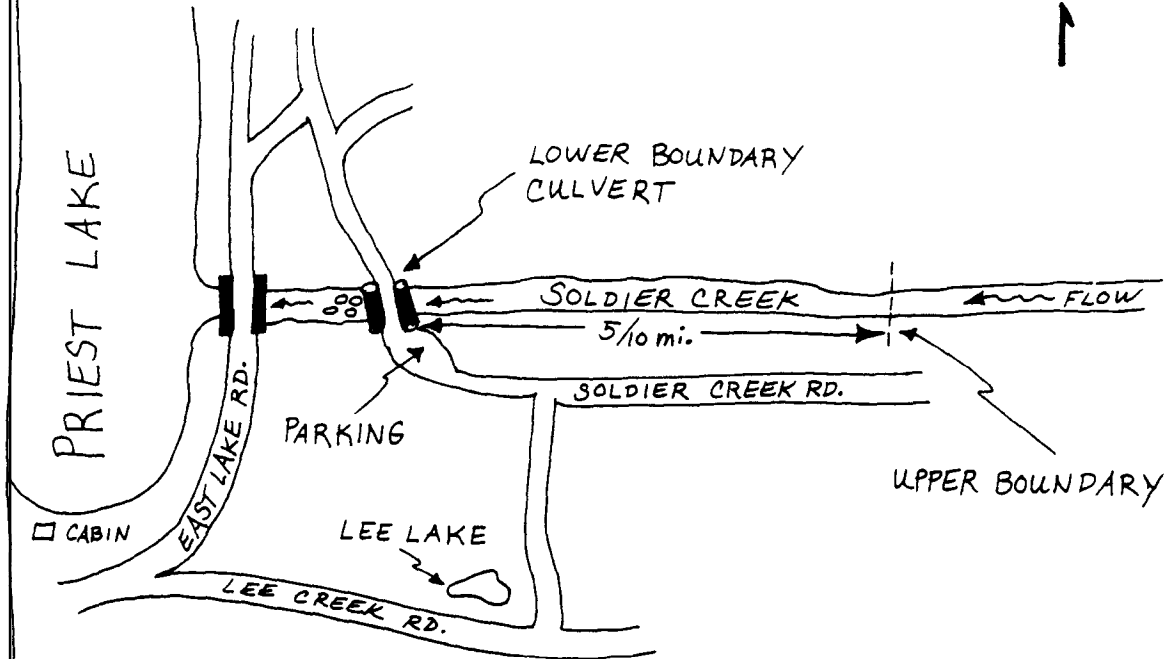 LOWER BOUNDARY
CULVERT
PRIEST LAKE
SOLDIER CREEK
FLOW
5/10 mi.
EAST LAKE RD.
SOLDIER CREEK RD.
PARKING
UPPER BOUNDARY
CABIN
LEE LAKE
LEE CREEK RD.